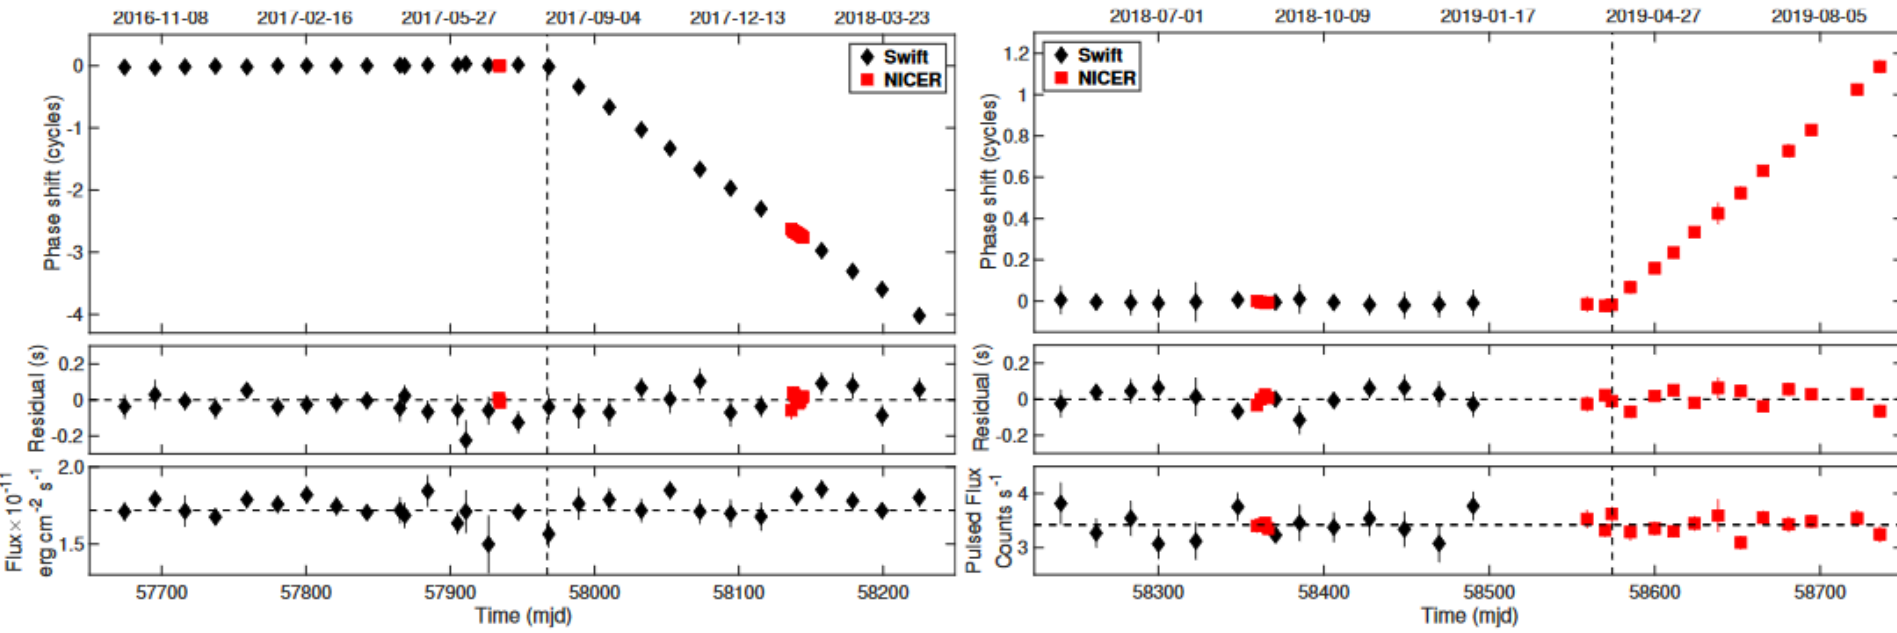 2016-11-08 2017-02-16 2017-05-27 2017-09-04 2017-12-13 2018-03-23
0
-1
-2
-3
-4
Phase shift (cycles)
Swift
NICER
0.2
0
-0.2
Residual (s)
2.0
1.5
Flux × 10-11
erg cm-2 s-1
57700 57800 57900 58000 58100 58200
Time (mjd)
2018-07-01 2018-10-09 2019-01-17 2019-04-27 2019-08-05
1.2
1
0.8
0.6
0.4
0.2
0
Phase shift (cycles)
Swift
NICER
0.2
0
-0.2
Residual (s)
4
3
Pulsed Flux
Counts s-1
58300 58400 58500 58600 58700
Time (mjd)